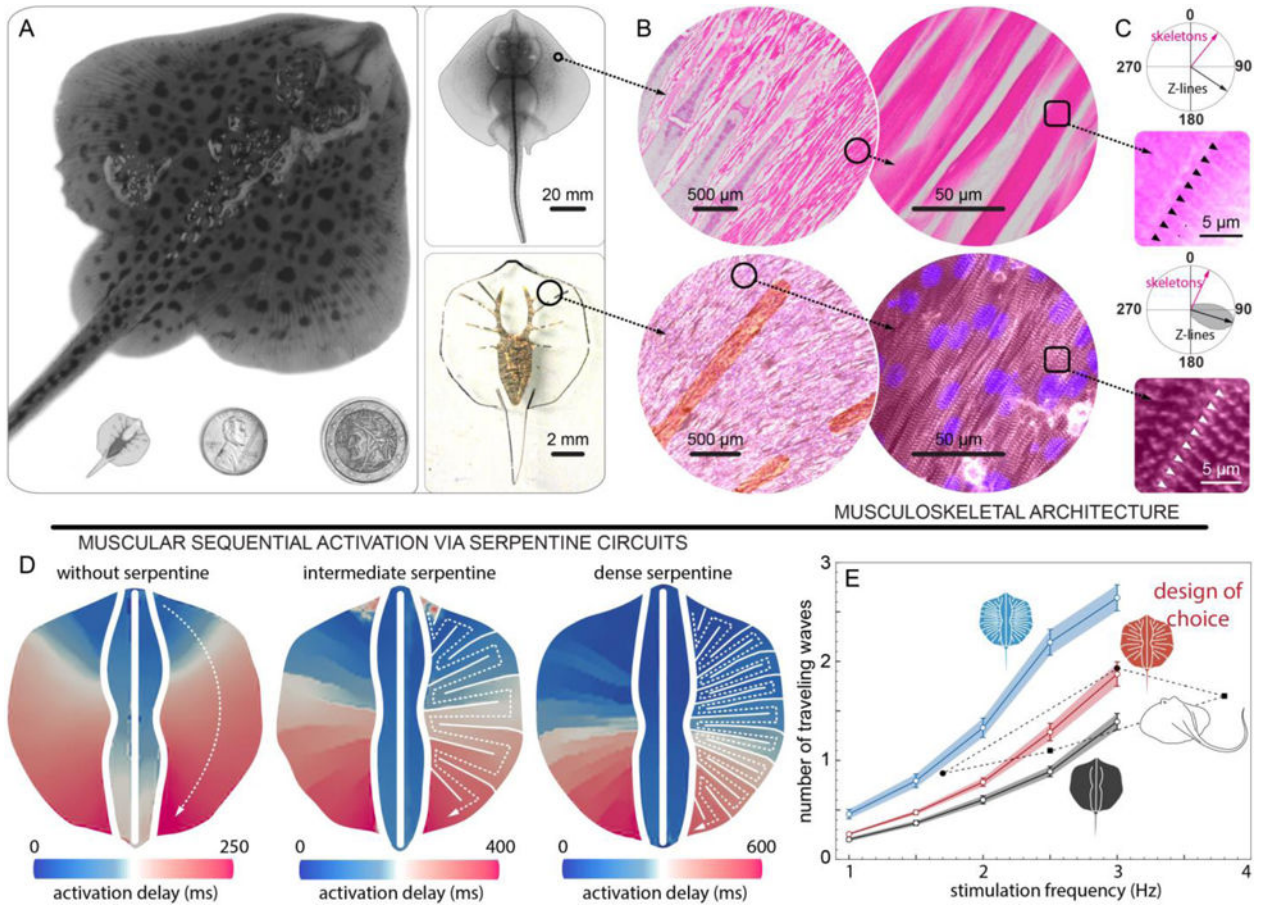 A
20 mm
2 mm
B
500 µm
50 µm
500 µm
50 µm
C
0
skeletons
270
90
Z-lines
180
5 µm
0
skeletons
270
90
Z-lines
180
5 µm
MUSCULOSKELETAL ARCHITECTURE
MUSCULAR SEQUENTIAL ACTIVATION VIA SERPENTINE CIRCUITS
D
without serpentine
intermediate serpentine
dense serpentine
0
250
activation delay (ms)
0
400
activation delay (ms)
0
600
activation delay (ms)
E
design of
choice
number of traveling waves
3
2
1
0
1
2
3
4
stimulation frequency (Hz)